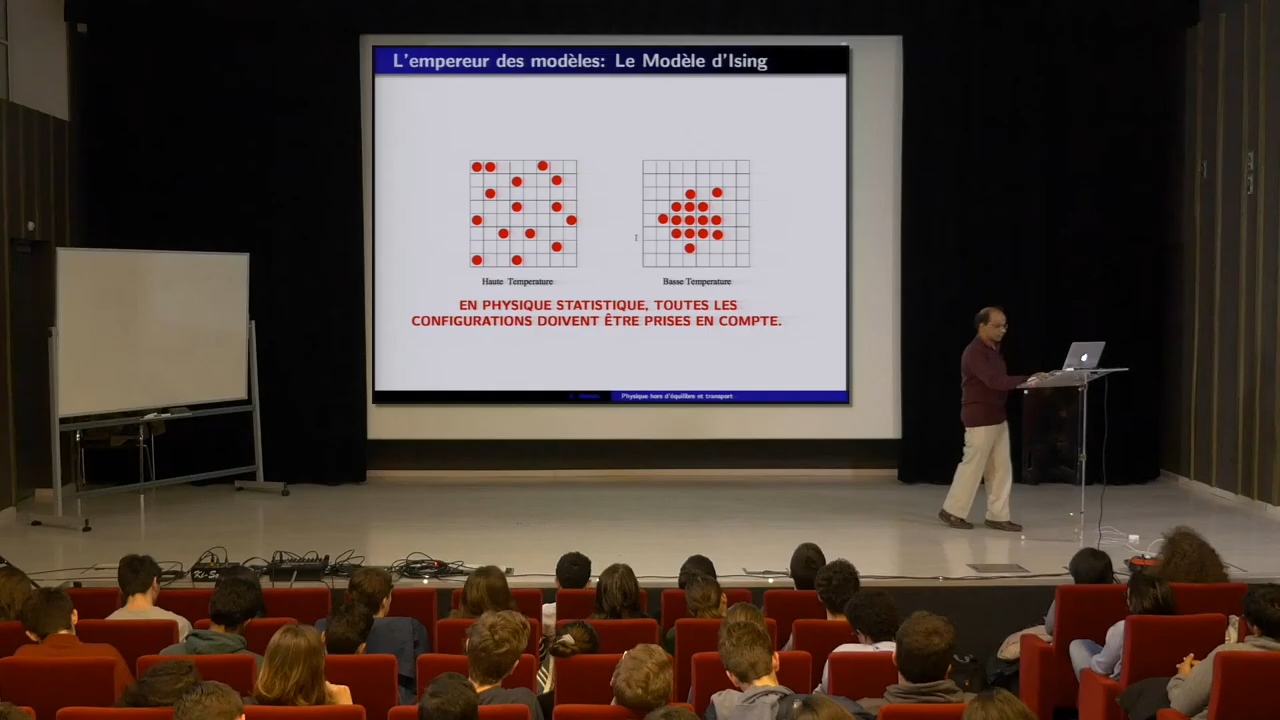 L'empereur des modèles: Le Modèle d'Ising
Haute Temperature
Basse Temperature
EN PHYSIQUE STATISTIQUE, TOUTES LES
CONFIGURATIONS DOIVENT ÊTRE PRISES EN COMPTE.
Physique hors d'équilibre et transport